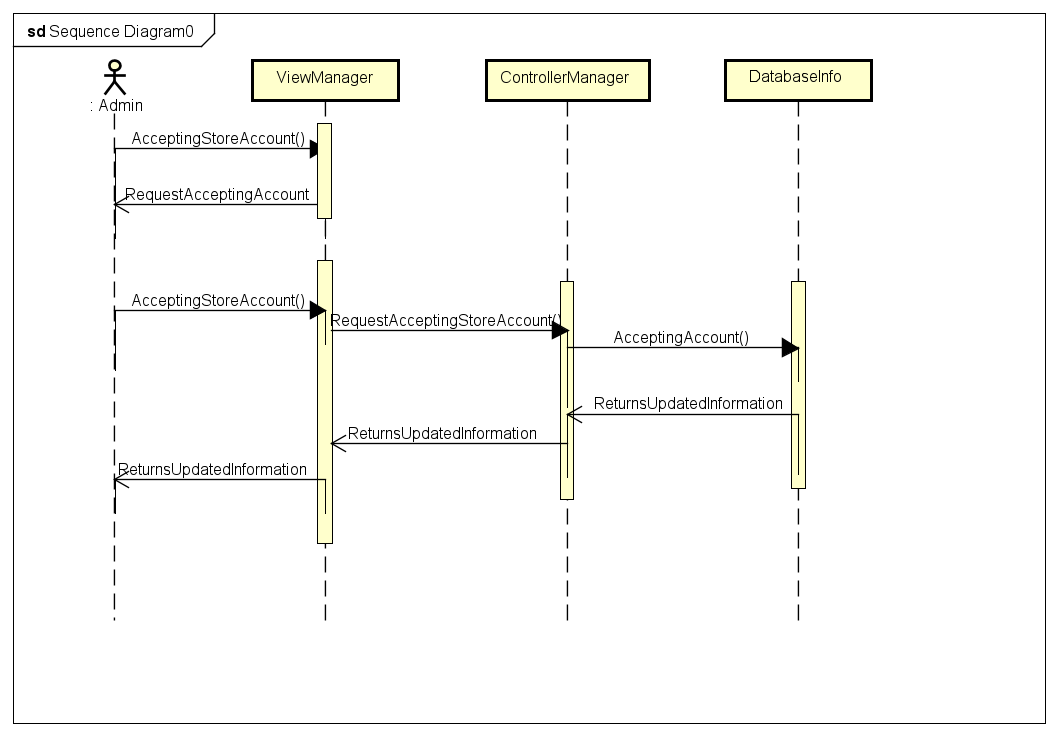 sd Sequence Diagram0
: Admin
ViewManager
ControllerManager
DatabaseInfo
AcceptingStoreAccount()
RequestAcceptingAccount
AcceptingStoreAccount()
RequestAcceptingStoreAccount()
AcceptingAccount()
ReturnsUpdatedInformation
ReturnsUpdatedInformation
ReturnsUpdatedInformation